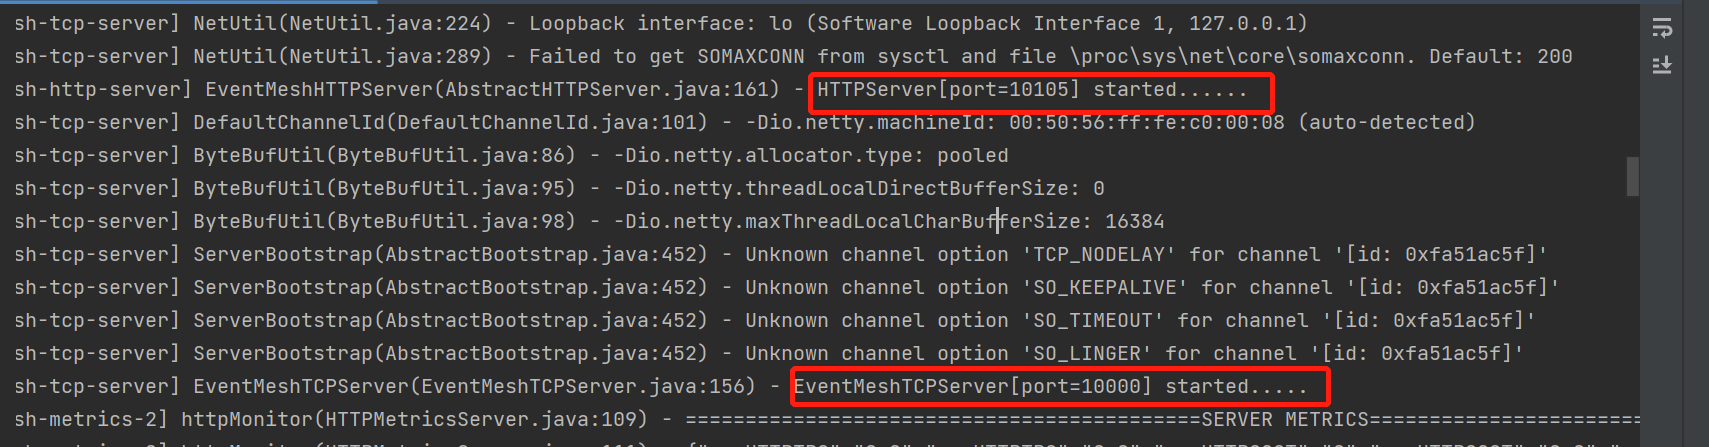 sh-tcp-server] NetUtil(NetUtil.java:224) - Loopback interface: lo (Software Loopback Interface 1, 127.0.0.1)
sh-tcp-server] NetUtil(NetUtil.java:289) - Failed to get SOMAXCONN from sysctl and file \proc\sys\net\core\somaxconn. Default: 200
sh-http-server] EventMeshHTTPServer(AbstractHTTPServer.java:161) - HTTPServer[port=10105] started......
sh-tcp-server] DefaultChannelId(DefaultChannelId.java:101) - -Dio.netty.machineId: 00:50:56:ff:fe:c0:00:08 (auto-detected)
sh-tcp-server] ByteBufUtil(ByteBufUtil.java:86) - -Dio.netty.allocator.type: pooled
sh-tcp-server] ByteBufUtil(ByteBufUtil.java:95) - -Dio.netty.threadLocalDirectBufferSize: 0
sh-tcp-server] ByteBufUtil(ByteBufUtil.java:98) - -Dio.netty.maxThreadLocalCharBufferSize: 16384
sh-tcp-server] ServerBootstrap(AbstractBootstrap.java:452) - Unknown channel option 'TCP_NODELAY' for channel '[id: 0xfa51ac5f]'
sh-tcp-server] ServerBootstrap(AbstractBootstrap.java:452) - Unknown channel option 'SO_KEEPALIVE' for channel '[id: 0xfa51ac5f]'
sh-tcp-server] ServerBootstrap(AbstractBootstrap.java:452) - Unknown channel option 'SO_TIMEOUT' for channel '[id: 0xfa51ac5f]'
sh-tcp-server] ServerBootstrap(AbstractBootstrap.java:452) - Unknown channel option 'SO_LINGER' for channel '[id: 0xfa51ac5f]'
sh-tcp-server] EventMeshTCPServer(EventMeshTCPServer.java:156) - EventMeshTCPServer[port=10000] started.....
sh-metrics-2] httpMonitor(HTTPMetricsServer.java:109) - ===========================================SERVER METRICS=======================